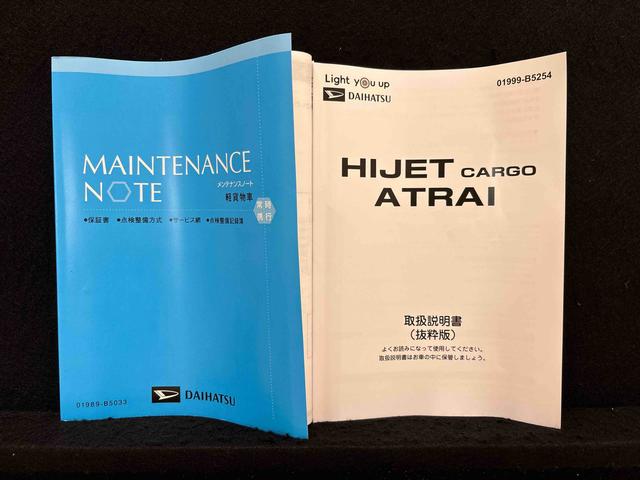 MAINTENANCE
NOTE
メンテナンスノート
軽貨物車
常時
携行
●保証書 ●点検整備方式 ●サービス網 ●点検整備記録簿
01989-B5033
DAIHATSU
Light you up
DAIHATSU
01999-B5254
HIJET CARGO
ATRAI
取扱説明書
(抜粋版)
よくお読みになって使用してください。
取扱説明書はお車の中に保管しましょう。